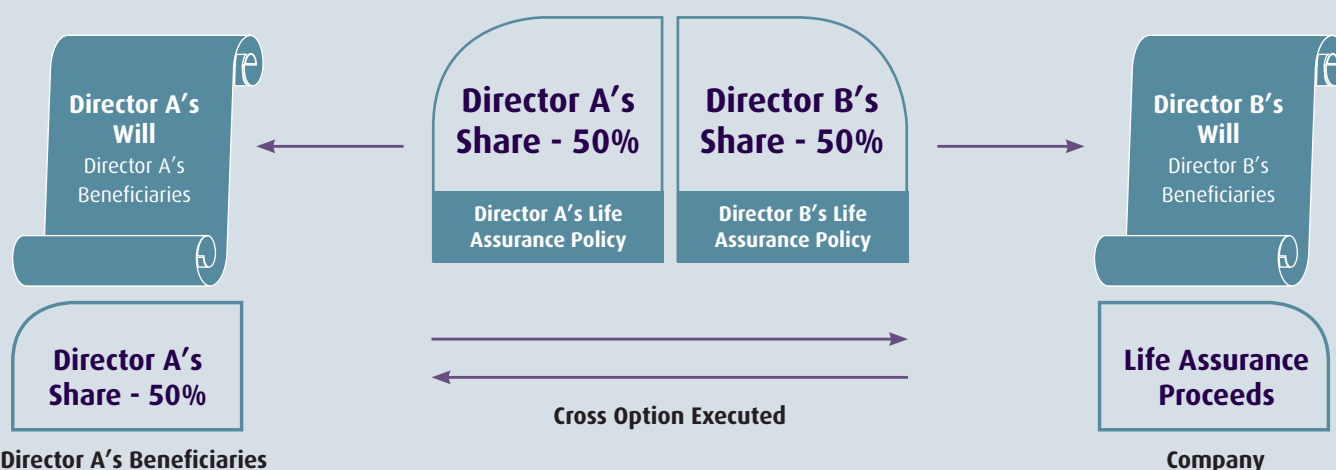 Director A's
Will
Director A's
Beneficiaries
Director A's
Share - 50%
Director B's
Share - 50%
Director A's Life
Assurance Policy
Director B's Life
Assurance Policy
Director B's
Will
Director B's
Beneficiaries
Director A's
Share - 50%
Cross Option Executed
Life Assurance
Proceeds
Director A's Beneficiaries
Company